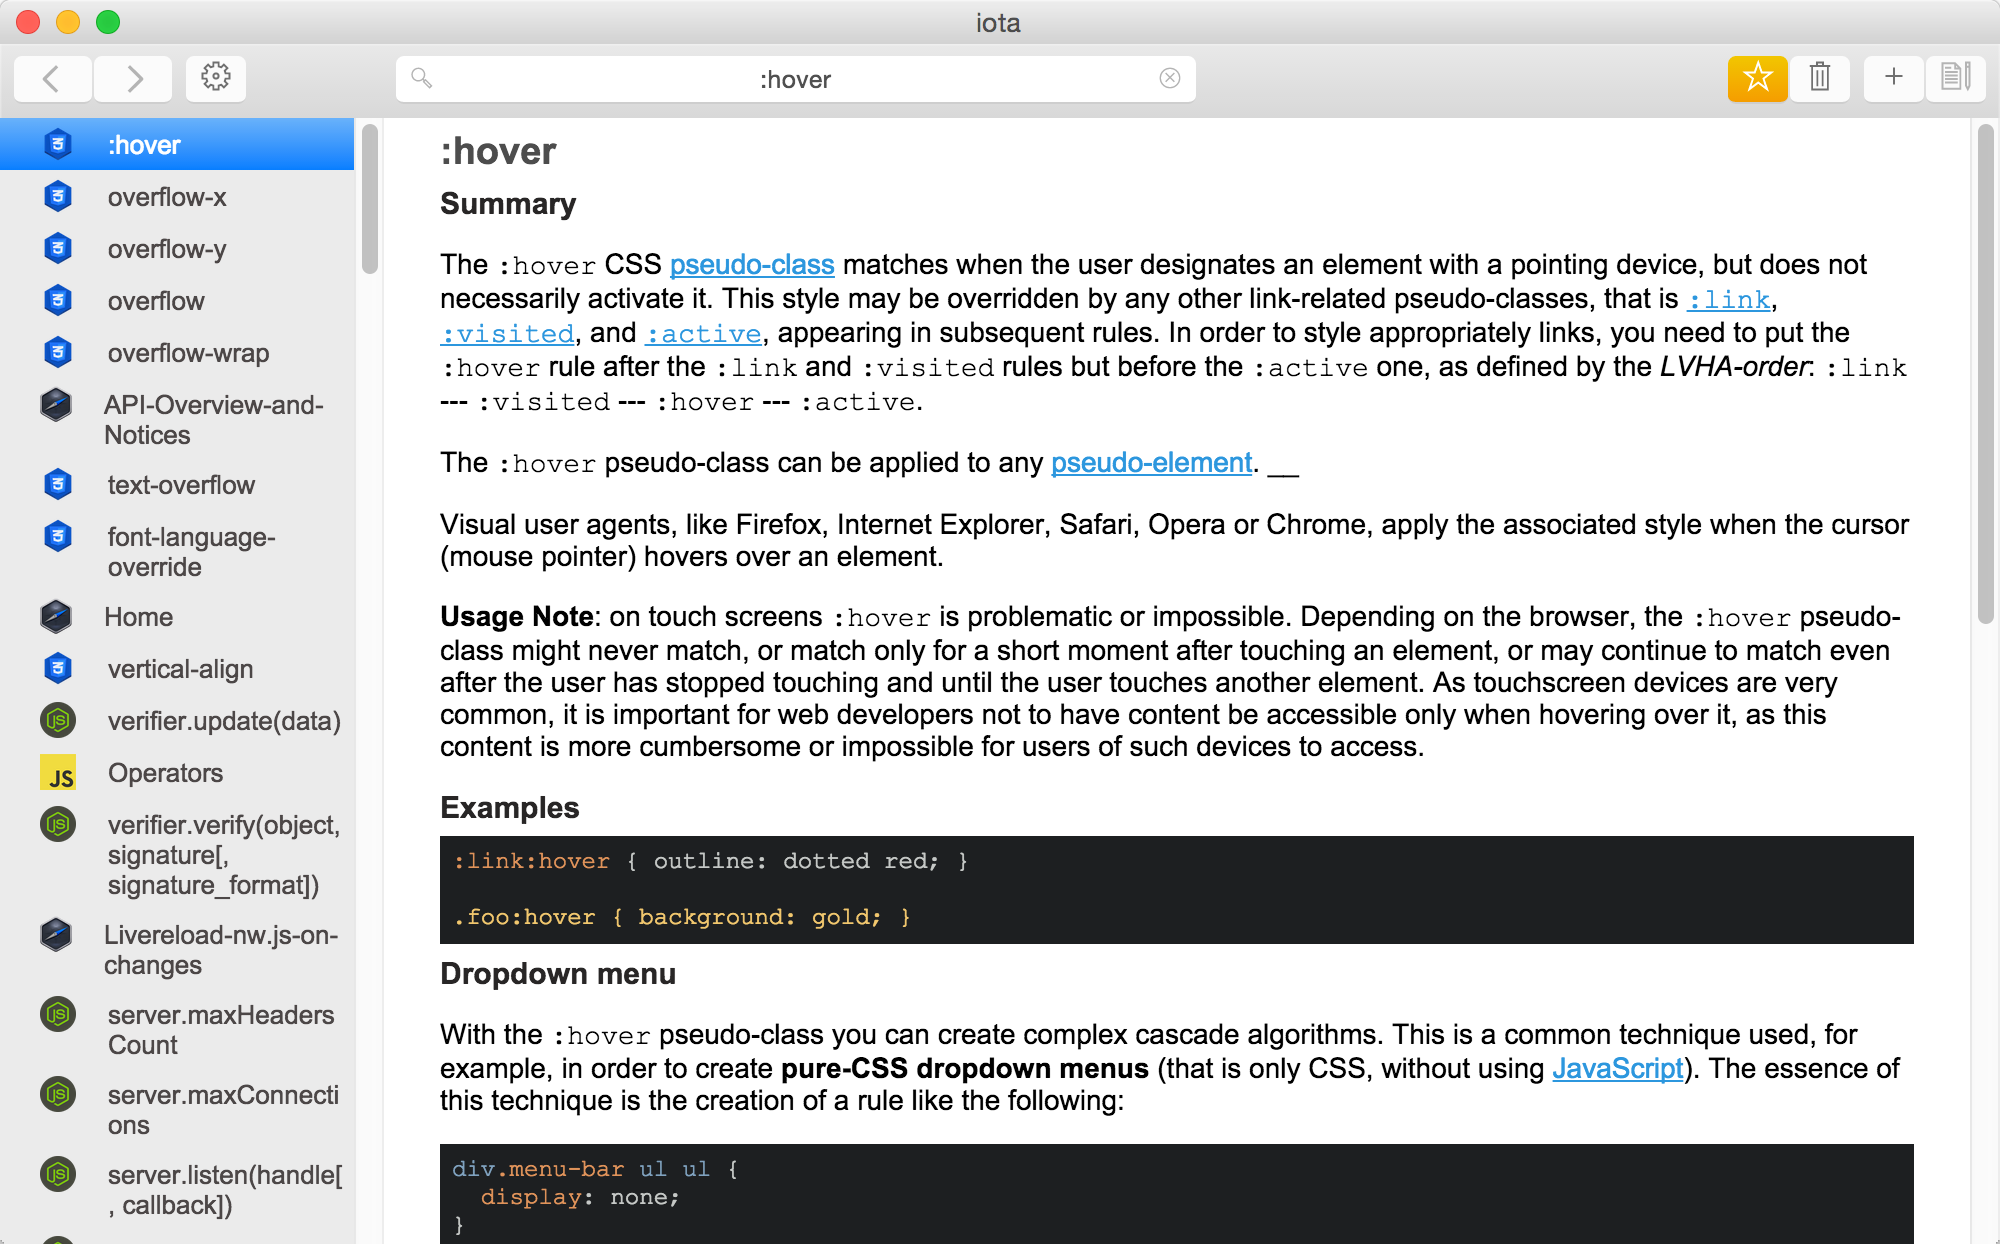 iota
:hover
:hover
overflow-x
overflow-y
overflow
overflow-wrap
API-Overview-and-
Notices
text-overflow
font-language-
override
Home
vertical-align
verifier.update(data)
JS
Operators
verifier.verify(object,
signature[,
signature_format])
Livereload-nw.js-on-
changes
server.maxHeaders
Count
server.maxConnecti
ons
server.listen(handle[
, callback])
:hover
Summary
The :hover CSS pseudo-class matches when the user designates an element with a pointing device, but does not
necessarily activate it. This style may be overridden by any other link-related pseudo-classes, that is :link,
:visited, and :active, appearing in subsequent rules. In order to style appropriately links, you need to put the
:hover rule after the :link and :visited rules but before the :active one, as defined by the LVHA-order: :link
--- :visited --- :hover --- :active.
The :hover pseudo-class can be applied to any pseudo-element. __
Visual user agents, like Firefox, Internet Explorer, Safari, Opera or Chrome, apply the associated style when the cursor
(mouse pointer) hovers over an element.
Usage Note: on touch screens :hover is problematic or impossible. Depending on the browser, the :hover pseudo-
class might never match, or match only for a short moment after touching an element, or may continue to match even
after the user has stopped touching and until the user touches another element. As touchscreen devices are very
common, it is important for web developers not to have content be accessible only when hovering over it, as this
content is more cumbersome or impossible for users of such devices to access.
Examples
:link:hover { outline: dotted red; }
.foo:hover { background: gold; }
Dropdown menu
With the :hover pseudo-class you can create complex cascade algorithms. This is a common technique used, for
example, in order to create pure-CSS dropdown menus (that is only CSS, without using JavaScript). The essence of
this technique is the creation of a rule like the following:
div.menu-bar ul ul {
display: none;
}